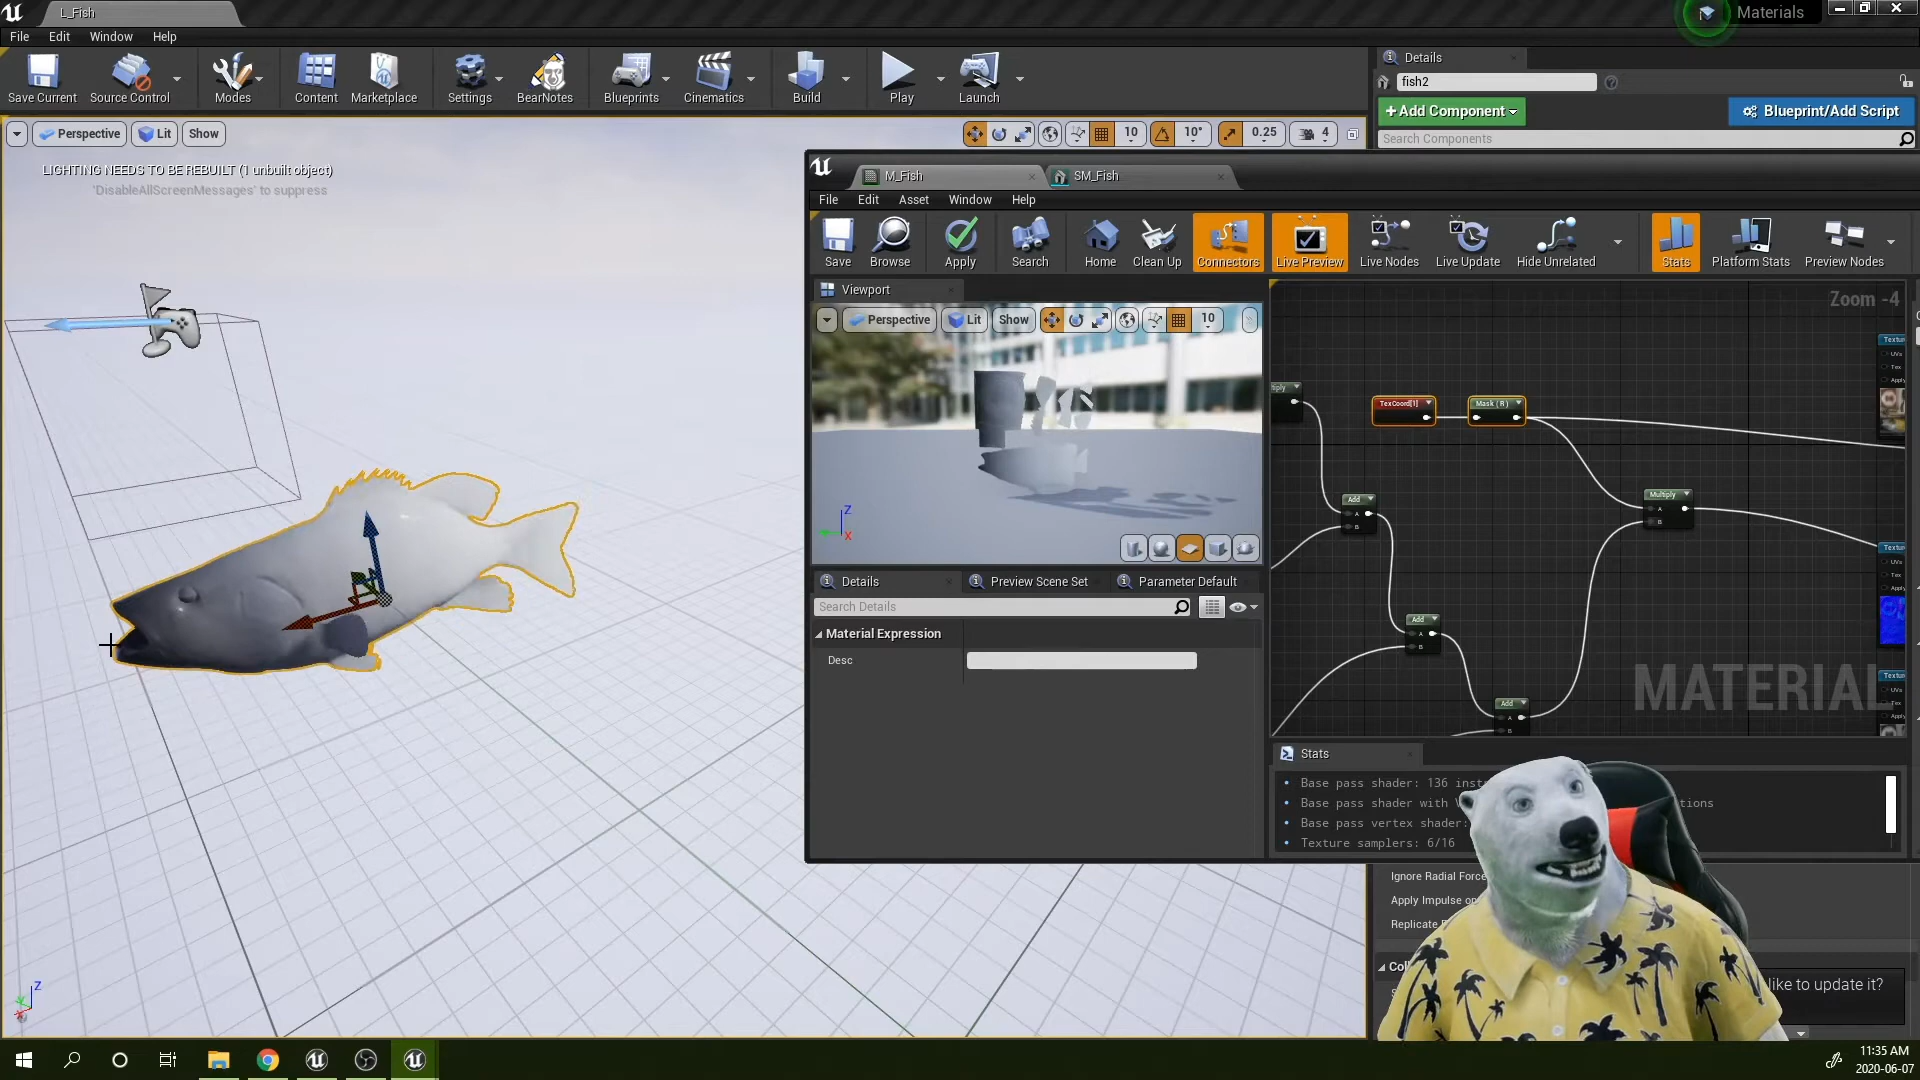 L_Fish
Materials
File Edit Window Help
Save Current
Source Control
Modes
Content
Marketplace
Settings
BearNotes
Blueprints
Cinematics
Build
Play
Launch
Details
fish2
+Add Component
Blueprint/Add Script
Search Components
Perspective
Lit
Show
10
10°
0.25
4
LIGHTING NEEDS TO BE REBUILT (1 unbuilt object)
'DisableAllScreenMessages' to suppress
M_Fish
SM_Fish
File Edit Asset Window Help
Save
Browse
Apply
Search
Home
Clean Up
Connectors
Live Preview
Live Nodes
Live Update
Hide Unrelated
Stats
Platform Stats
Preview Nodes
Viewport
Perspective
Lit
Show
10
Zoom -4
TexCoord[1]
Mask ( R )
Add
A
B
Multiply
A
B
Add
A
B
Add
A
B
MATERIAL
Z
X
Details
Preview Scene Set
Parameter Default
Search Details
Material Expression
Desc
Stats
Base pass shader: 136 inst
Base pass shader with
tions
Base pass vertex shader:
Texture samplers: 6/16
Ignore Radial Force
Apply Impulse on
Replicate
Coll
like to update it?
Z
Y
X
11:35 AM
2020-06-07